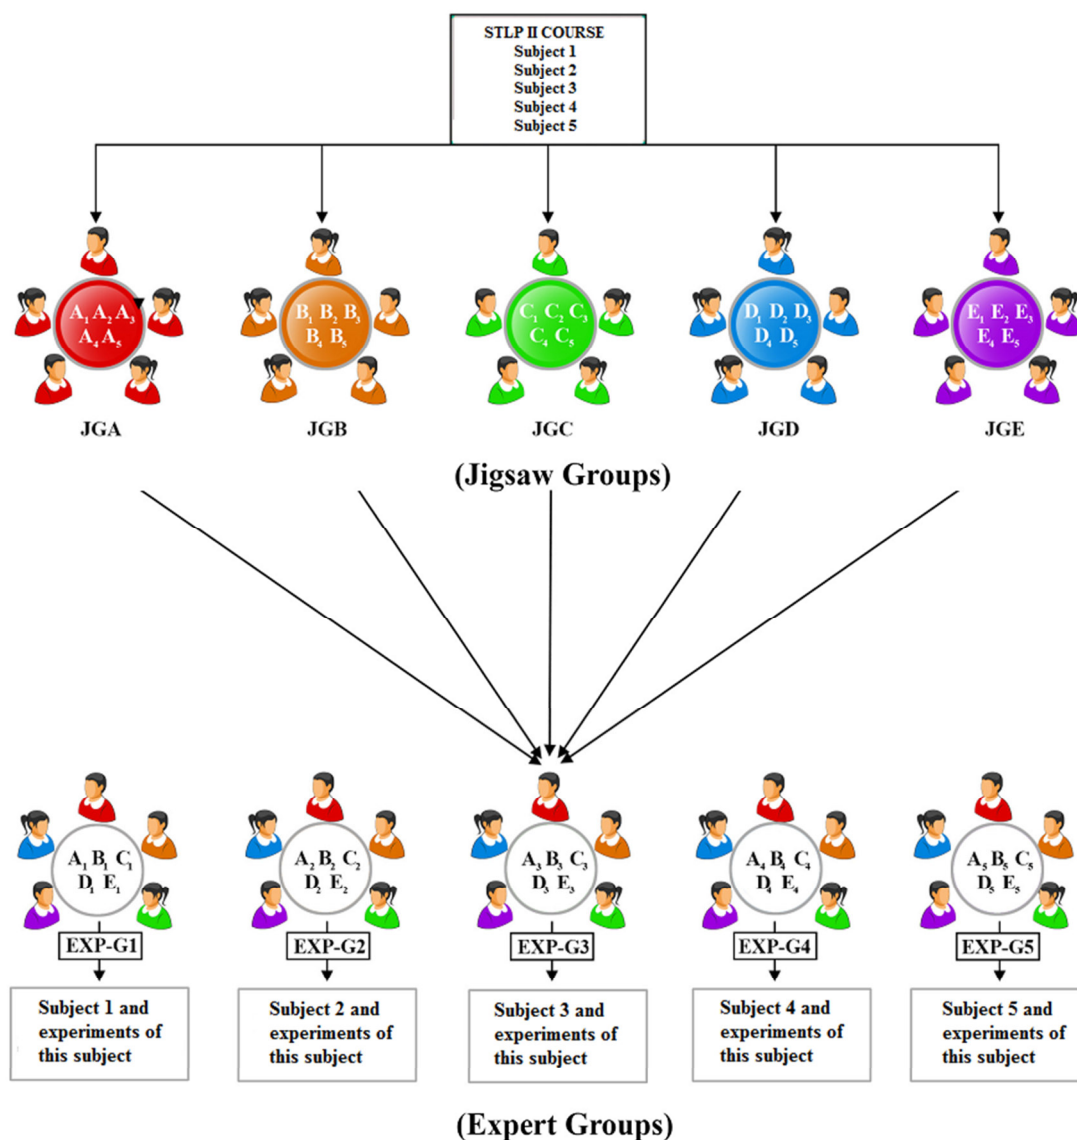 STLP II COURSE
Subject 1
Subject 2
Subject 3
Subject 4
Subject 5
A₁ A₂ A₃
A₄ A₅
B₁ B₂ B₃
B₄ B₅
C₁ C₂ C₃
C₄ C₅
D₁ D₂ D₃
D₄ D₅
E₁ E₂ E₃
E₄ E₅
JGA
JGB
JGC
JGD
JGE
(Jigsaw Groups)
A₁ B₁ C₁
D₁ E₁
A₂ B₂ C₂
D₂ E₂
A₃ B₃ C₃
D₃ E₃
A₄ B₄ C₄
D₄ E₄
A₅ B₅ C₅
D₅ E₅
EXP-G1
EXP-G2
EXP-G3
EXP-G4
EXP-G5
Subject 1 and
experiments of
this subject
Subject 2 and
experiments of
this subject
Subject 3 and
experiments of
this subject
Subject 4 and
experiments of
this subject
Subject 5 and
experiments of
this subject
(Expert Groups)